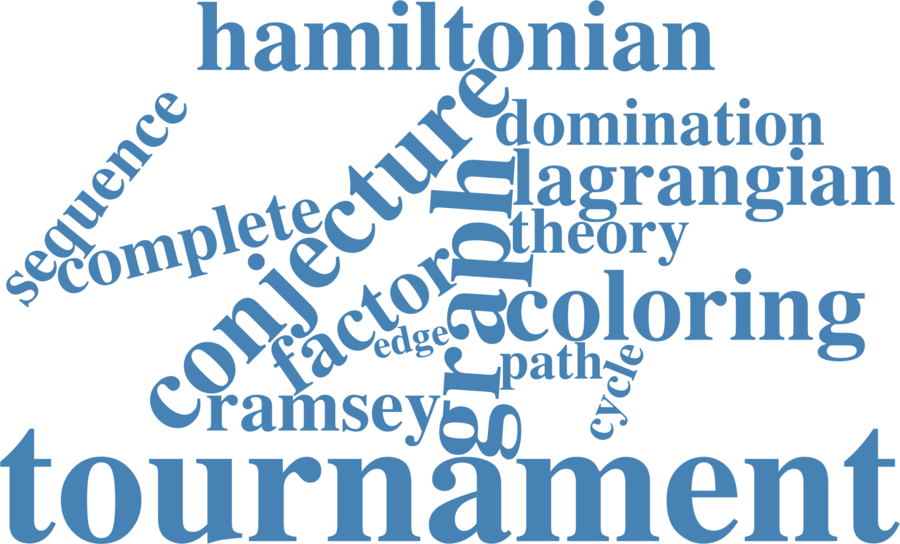 hamiltonian
sequence
conjecture
domination
lagrangian
complete
graph
theory
factor
coloring
edge
path
cycle
ramsey
tournament